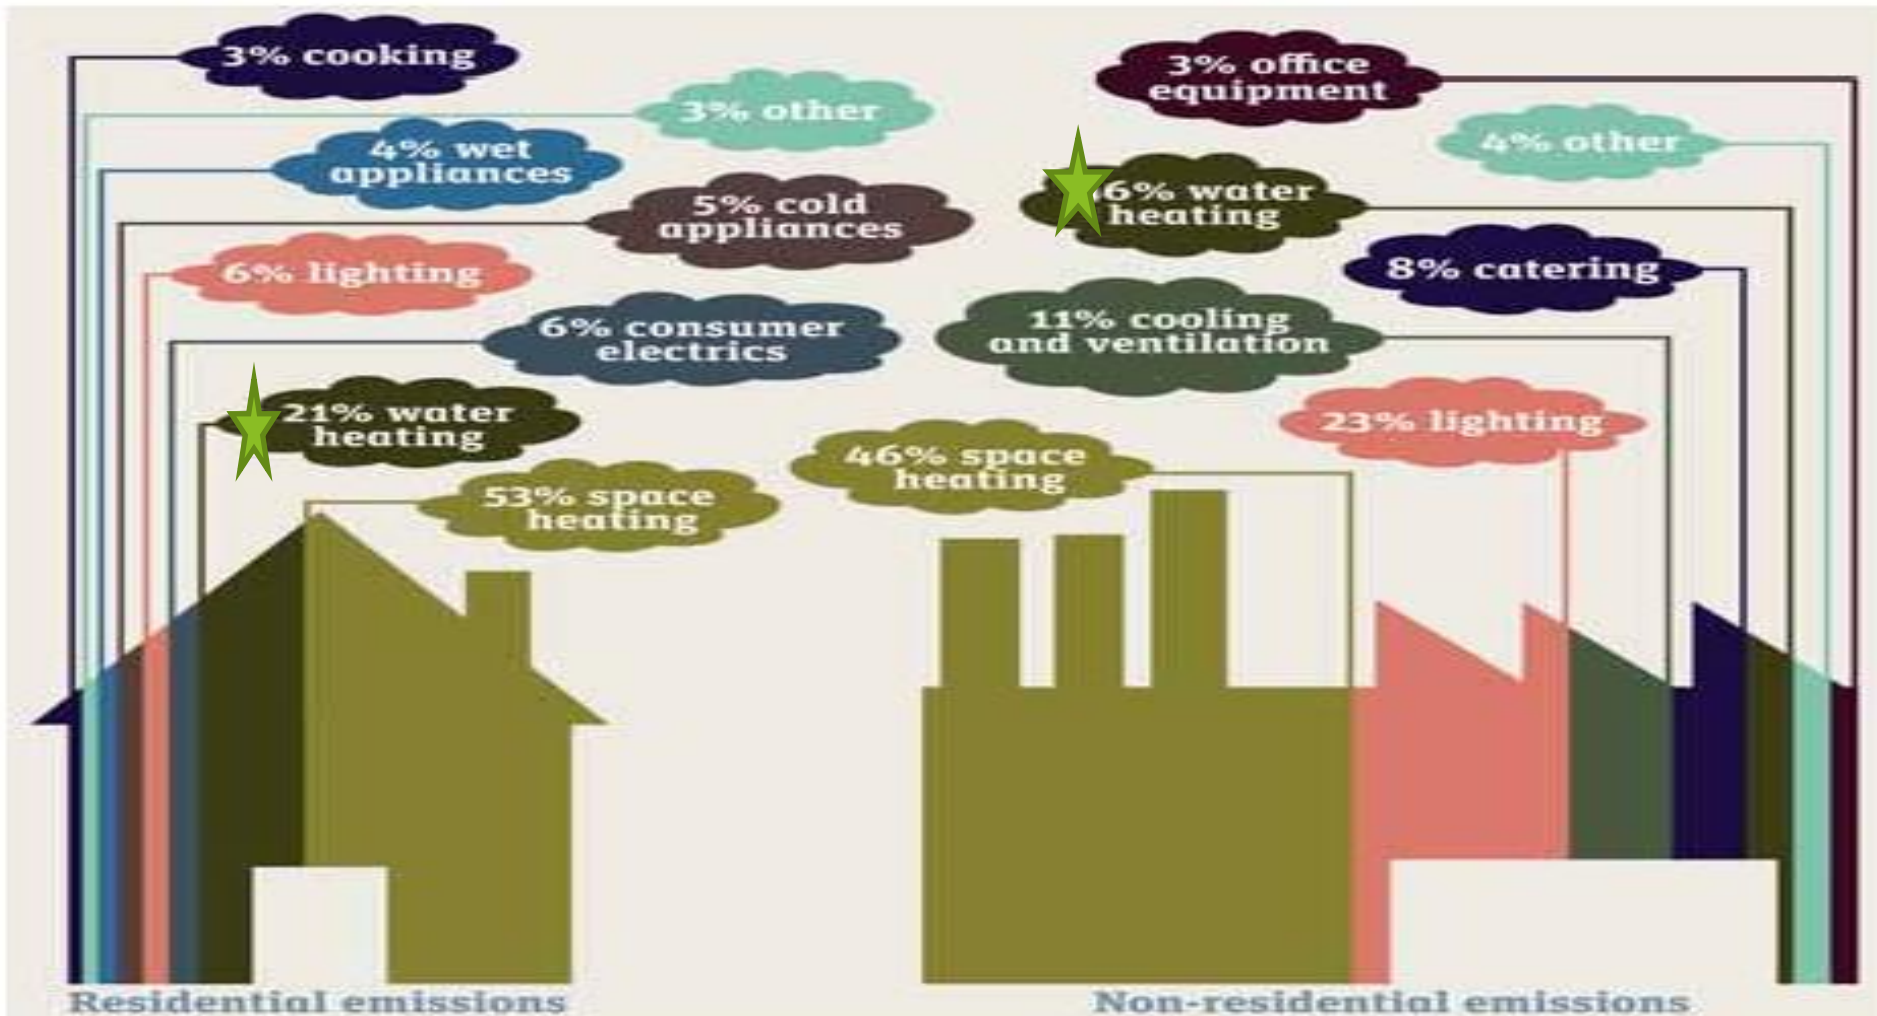 3% cooking
3% other
4% wet
appliances
5% cold
appliances
6% lighting
6% consumer
electrics
21% water
heating
53% space
heating
Residential emissions
3% office
equipment
4% other
water
heating
8% catering
11% cooling
and ventilation
23% lighting
46% space
heating
Non-residential emissions